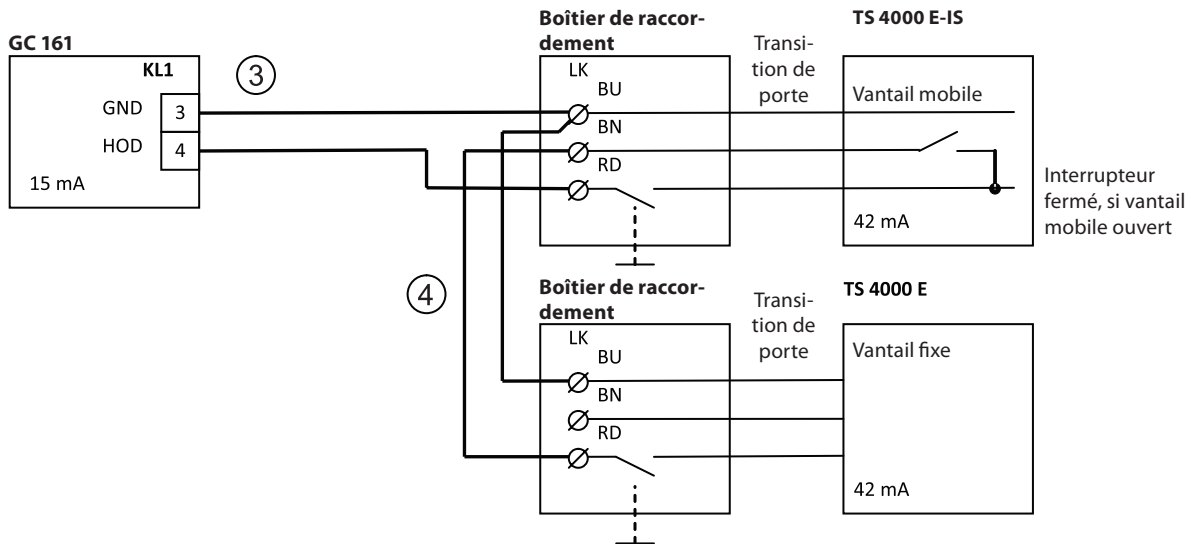 GC 161
KL1
GND
3
HOD
4
15 mA
3
Boîtier de raccor-
dement
LK
BU
BN
RD
Transi-
tion de
porte
TS 4000 E-IS
Vantail mobile
42 mA
Interrupteur
fermé, si vantail
mobile ouvert
4
Boîtier de raccor-
dement
LK
BU
BN
RD
Transi-
tion de
porte
TS 4000 E
Vantail fixe
42 mA